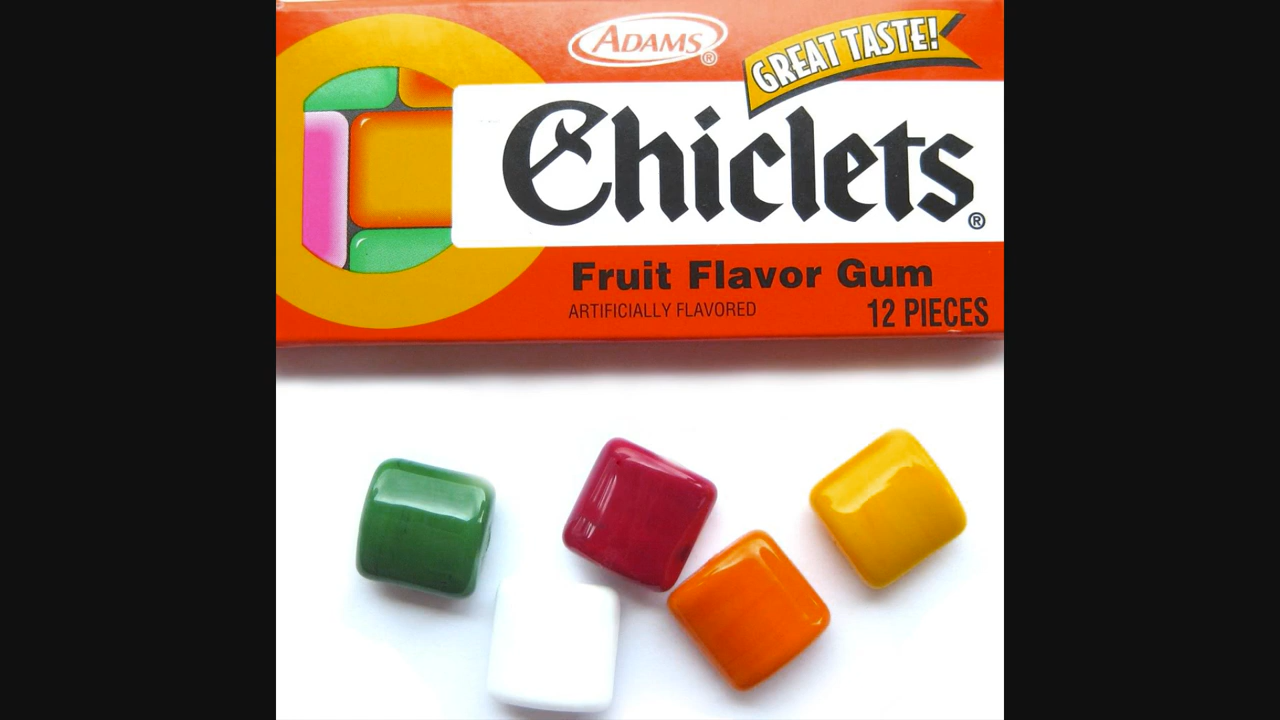 ADAMS®
GREAT TASTE!
Chiclets®
Fruit Flavor Gum
ARTIFICIALLY FLAVORED
12 PIECES